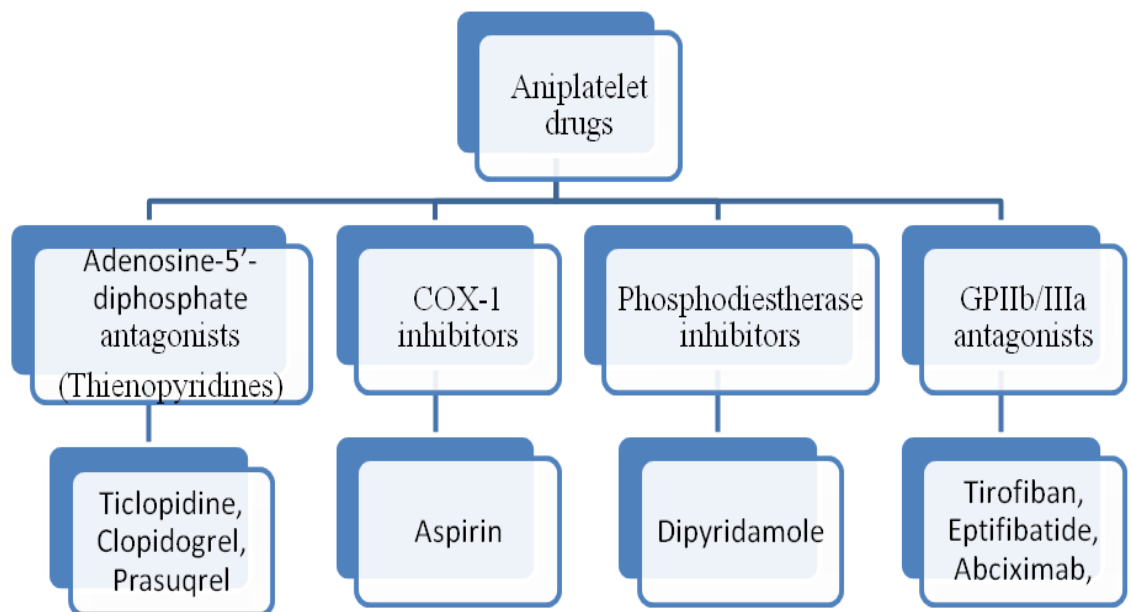 Aniplatelet
drugs
Adenosine-5’-
diphosphate
antagonists
(Thienopyridines)
COX-1
inhibitors
Phosphodiestherase
inhibitors
GPIIb/IIIa
antagonists
Ticlopidine,
Clopidogrel,
Prasuqrel
Aspirin
Dipyridamole
Tirofiban,
Eptifibatide,
Abciximab,